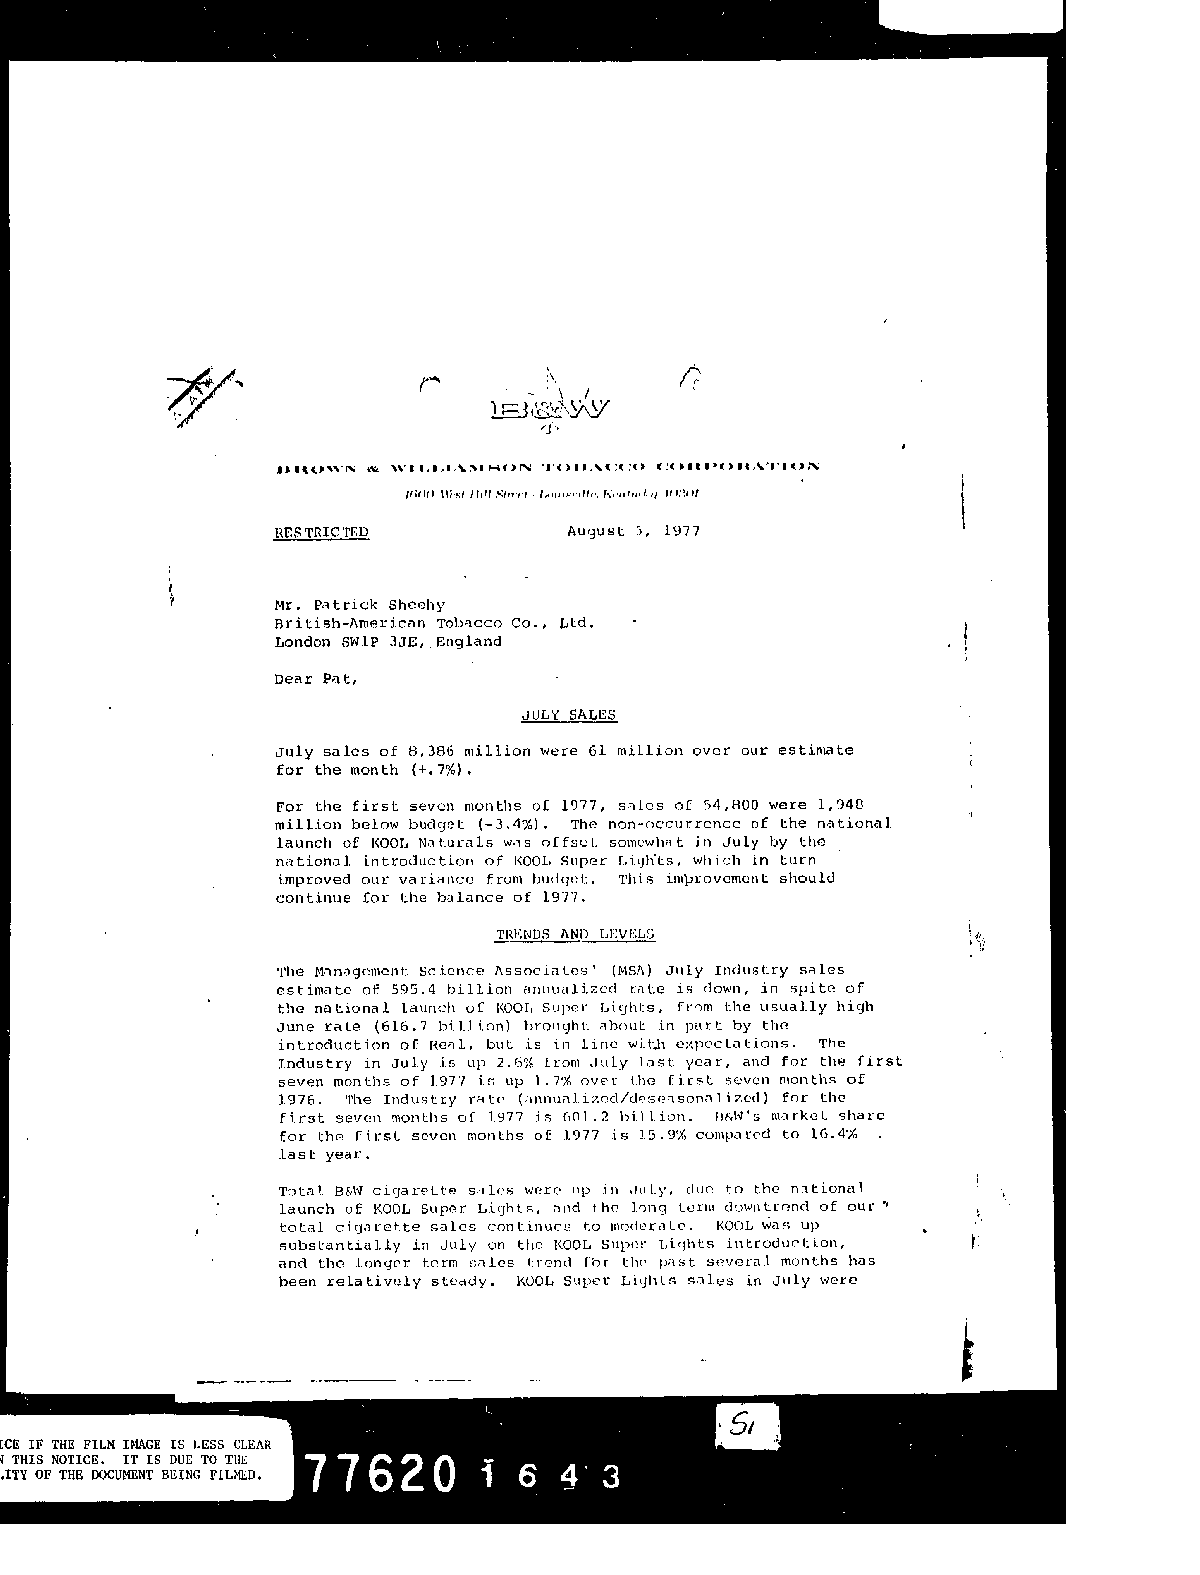 B&W
BROWN & WILLIAMSON TOBACCO CORPORATION
1600 West Hill Street · Louisville, Kentucky 40201
RESTRICTED August 5, 1977
Mr. Patrick Sheehy
British-American Tobacco Co., Ltd.
London SW1P 3JE, England
Dear Pat,
JULY SALES
July sales of 8,386 million were 61 million over our estimate
for the month (+.7%).
For the first seven months of 1977, sales of 54,800 were 1,940
million below budget (-3.4%). The non-occurrence of the national
launch of KOOL Naturals was offset somewhat in July by the
national introduction of KOOL Super Lights, which in turn
improved our variance from budget. This improvement should
continue for the balance of 1977.
TRENDS AND LEVELS
The Management Science Associates' (MSA) July Industry sales
estimate of 595.4 billion annualized rate is down, in spite of
the national launch of KOOL Super Lights, from the usually high
June rate (616.7 billion) brought about in part by the
introduction of Real, but is in line with expectations. The
Industry in July is up 2.6% from July last year, and for the first
seven months of 1977 is up 1.7% over the first seven months of
1976. The Industry rate (annualized/deseasonalized) for the
first seven months of 1977 is 601.2 billion. B&W's market share
for the first seven months of 1977 is 15.9% compared to 16.4%
last year.
Total B&W cigarette sales were up in July, due to the national
launch of KOOL Super Lights, and the long term downtrend of our
total cigarette sales continues to moderate. KOOL was up
substantially in July on the KOOL Super Lights introduction,
and the longer term sales trend for the past several months has
been relatively steady. KOOL Super Lights sales in July were
51
ICE IF THE FILM IMAGE IS LESS CLEAR
N THIS NOTICE. IT IS DUE TO THE
LITY OF THE DOCUMENT BEING FILMED.
77620 1643